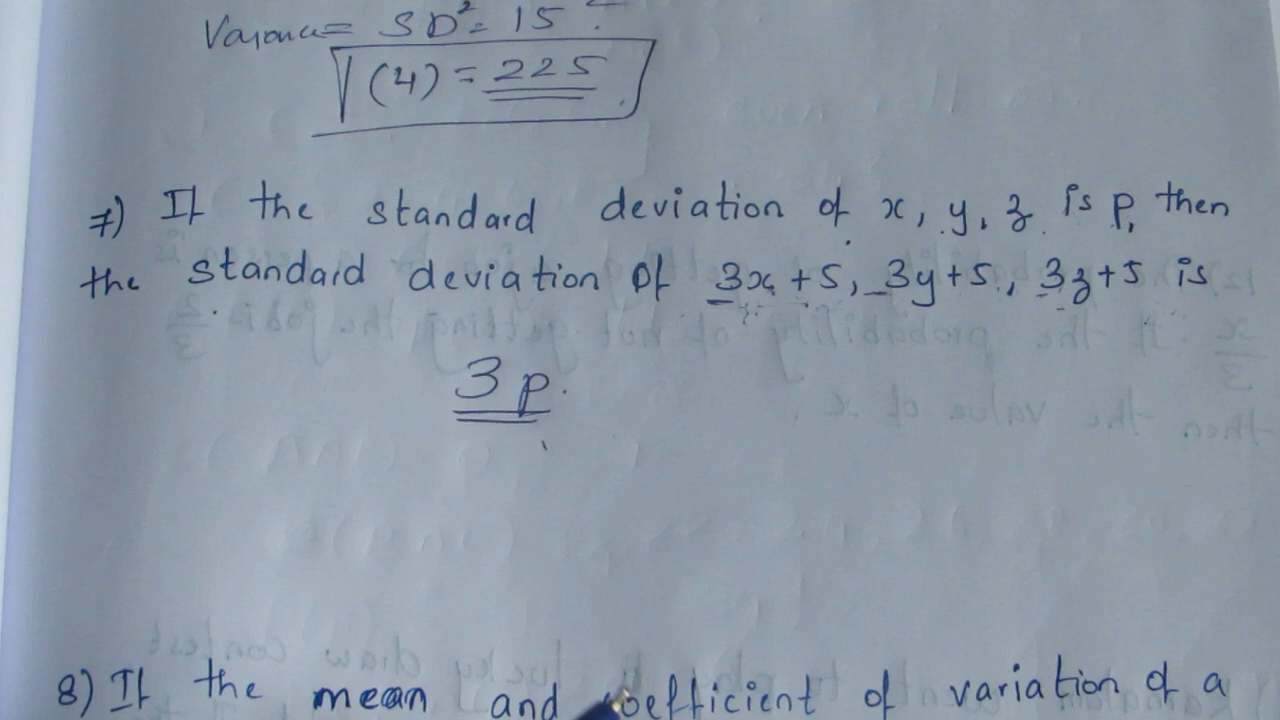 Variance = SD² = 15²
(4) = 225
7) If the standard deviation of x, y, z is p, then
the standard deviation of 3x+5, 3y+5, 3z+5 is
3p.
8) If the mean and coefficient of variation of a